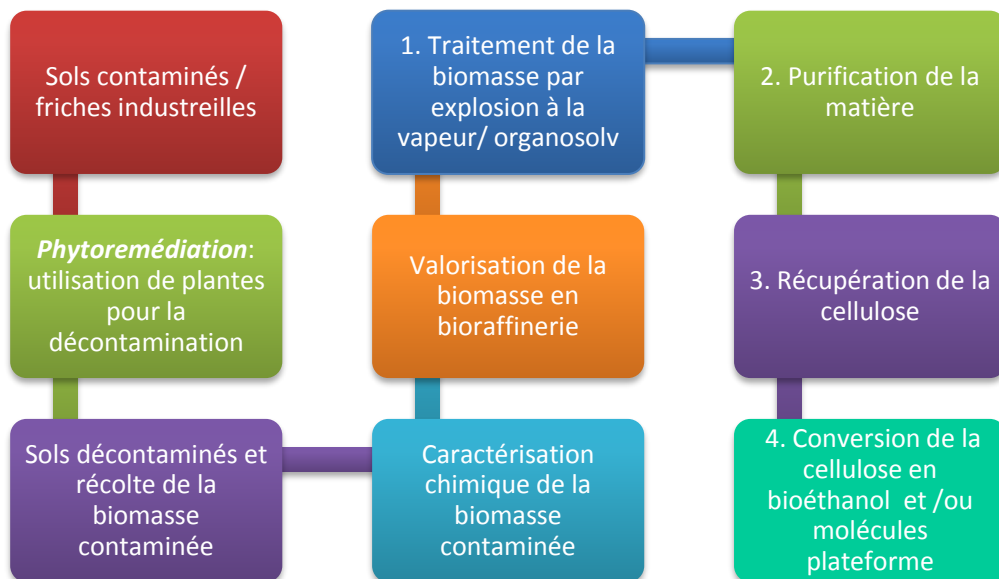 Sols contaminés /
friches industreilles
Phytoremédiation:
utilisation de plantes
pour la
décontamination
Sols décontaminés et
récolte de la
biomasse
contaminée
Caractérisation
chimique de la
biomasse
contaminée
Valorisation de la
biomasse en
bioraffinerie
1. Traitement de la
biomasse par
explosion à la
vapeur/ organosolv
2. Purification de la
matière
3. Récupération de la
cellulose
4. Conversion de la
cellulose en
bioéthanol et /ou
molécules
plateforme